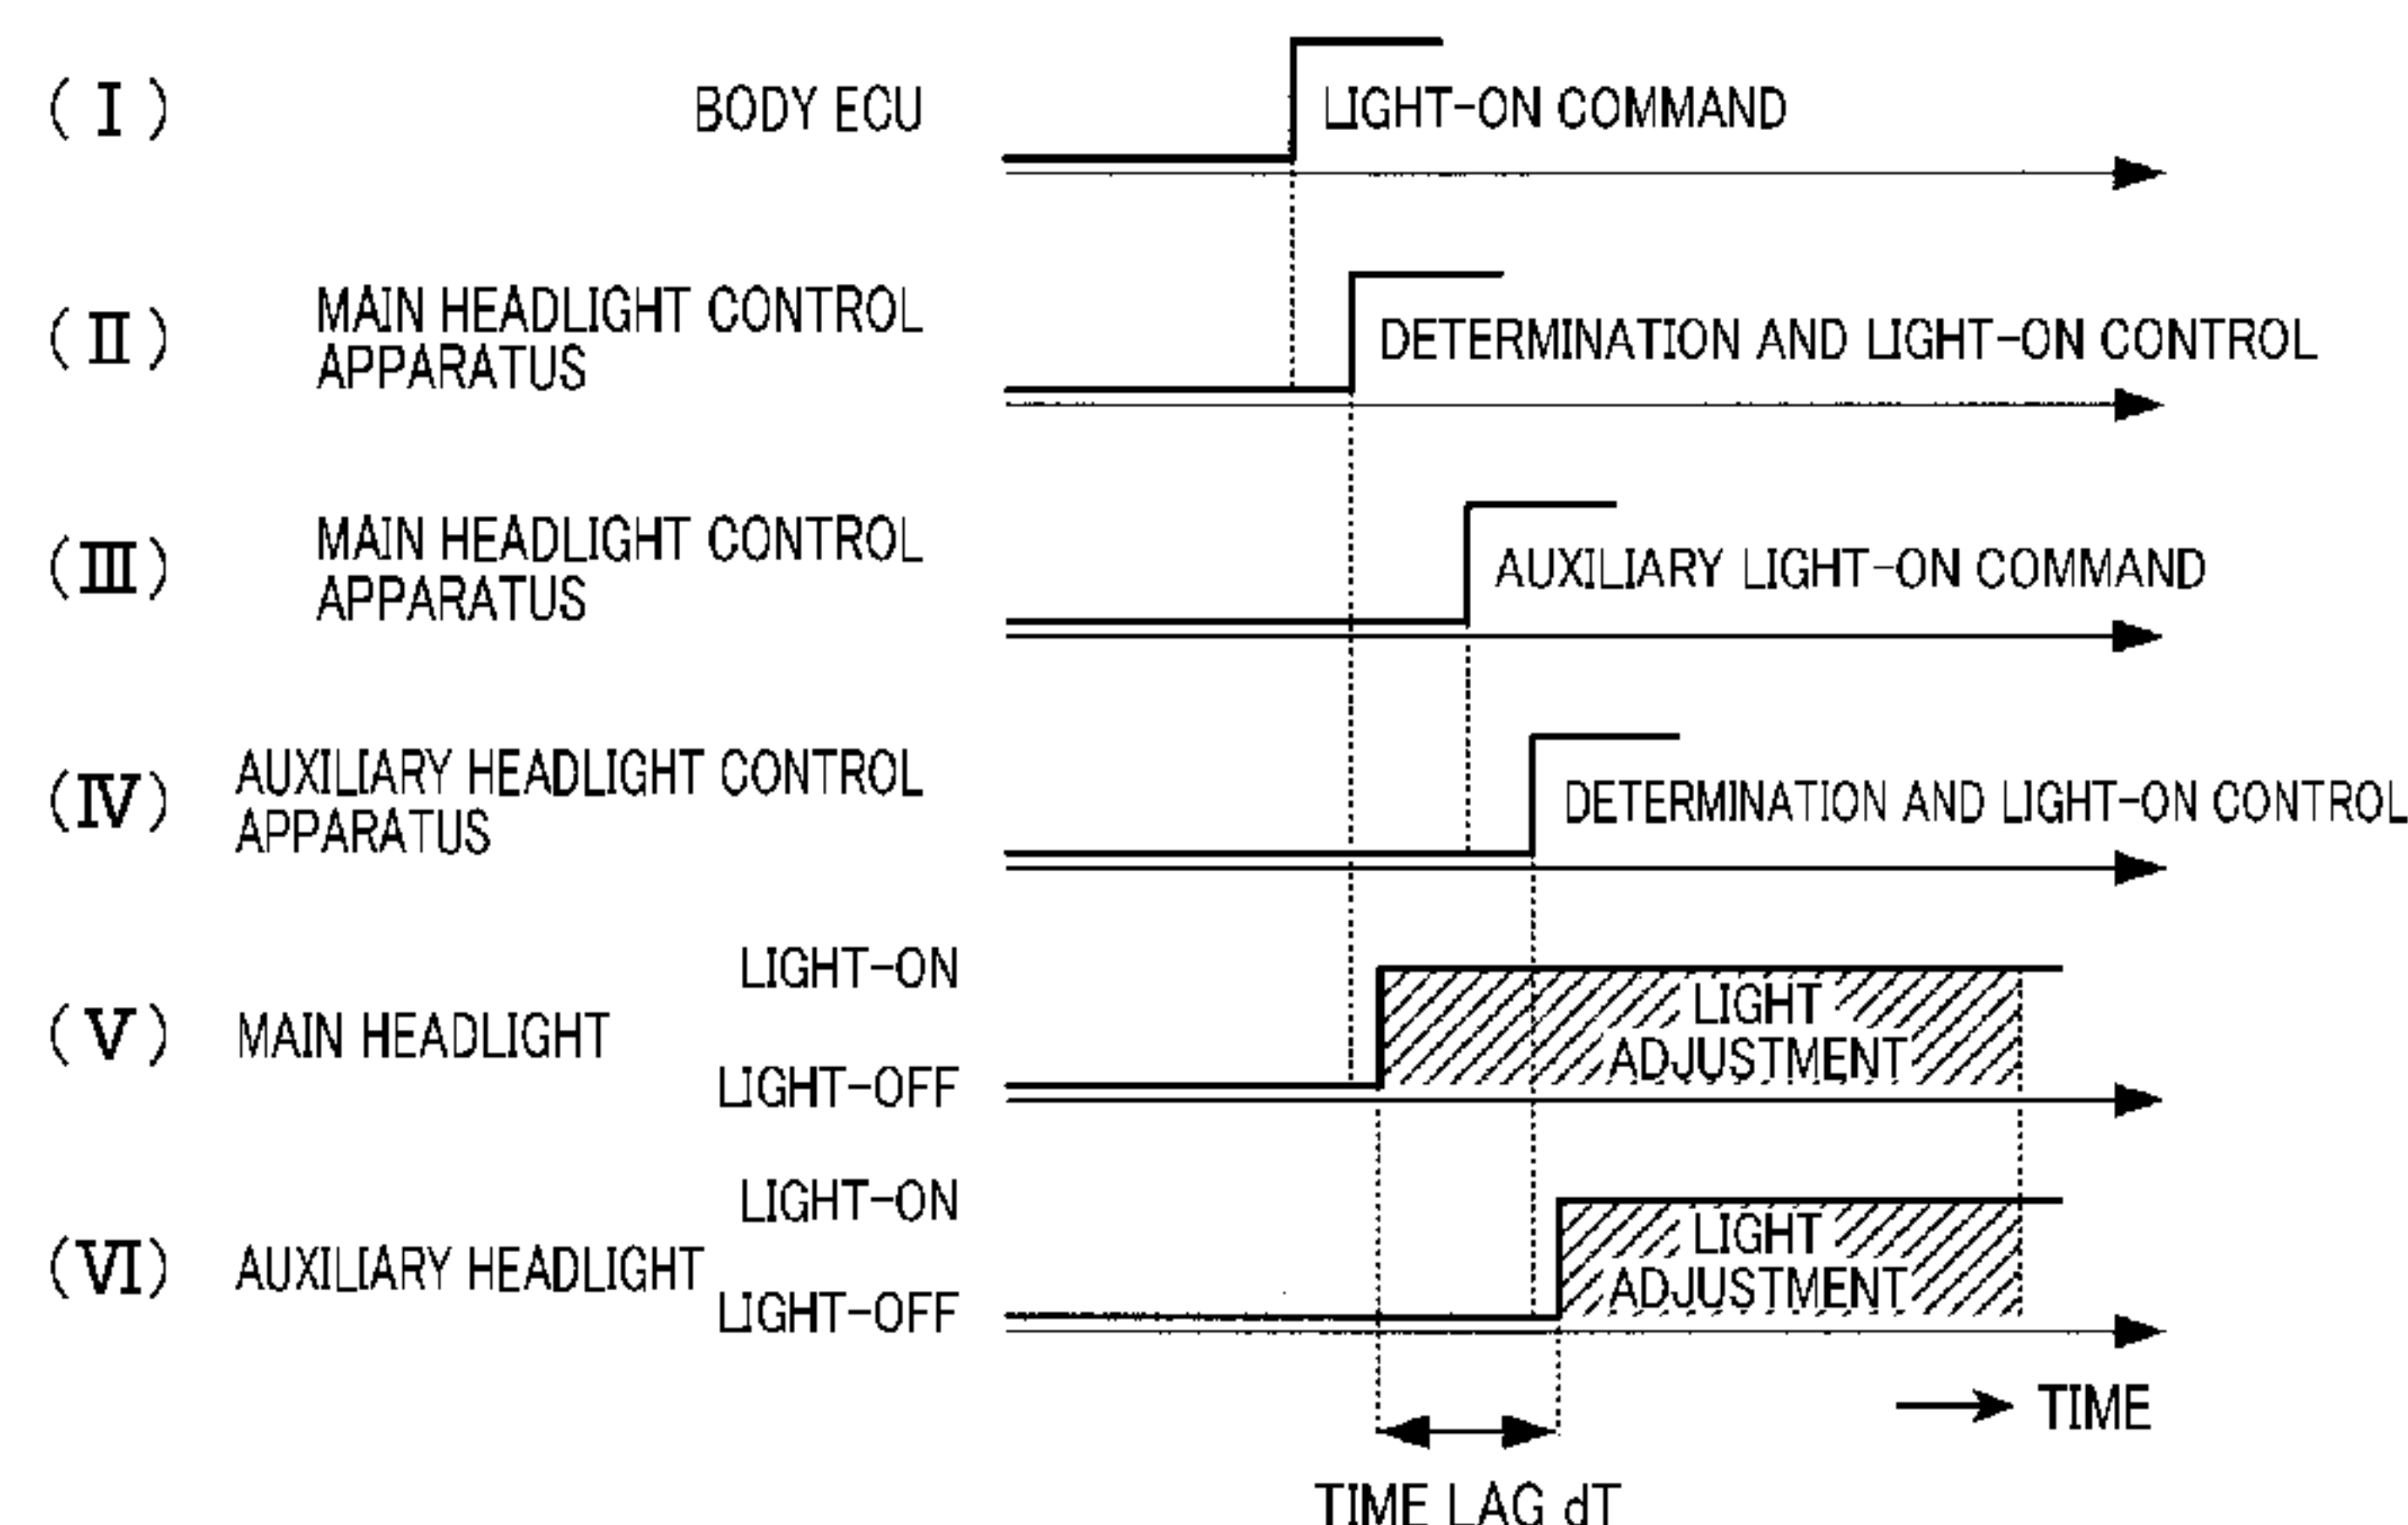 (Ⅰ) BODY ECU LIGHT-ON COMMAND
(Ⅱ) MAIN HEADLIGHT CONTROL
APPARATUS
DETERMINATION AND LIGHT-ON CONTROL
(Ⅲ) MAIN HEADLIGHT CONTROL
APPARATUS
AUXILIARY LIGHT-ON COMMAND
(Ⅳ) AUXILIARY HEADLIGHT CONTROL
APPARATUS
DETERMINATION AND LIGHT-ON CONTROL
LIGHT-ON
(Ⅴ) MAIN HEADLIGHT
LIGHT-OFF
LIGHT
ADJUSTMENT
LIGHT-ON
(Ⅵ) AUXILIARY HEADLIGHT
LIGHT-OFF
LIGHT
ADJUSTMENT
TIME
TIME LAG dT